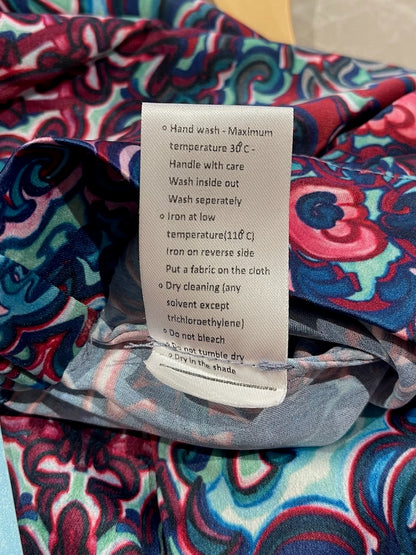 o Hand wash - Maximum
temperature 30°C -
Handle with care
Wash inside out
Wash seperately
o Iron at low
temperature(110°C)
Iron on reverse side
Put a fabric on the cloth
o Dry cleaning (any
solvent except
trichloroethylene)
o Do not bleach
o Do not tumble dry
o Dry in the shade